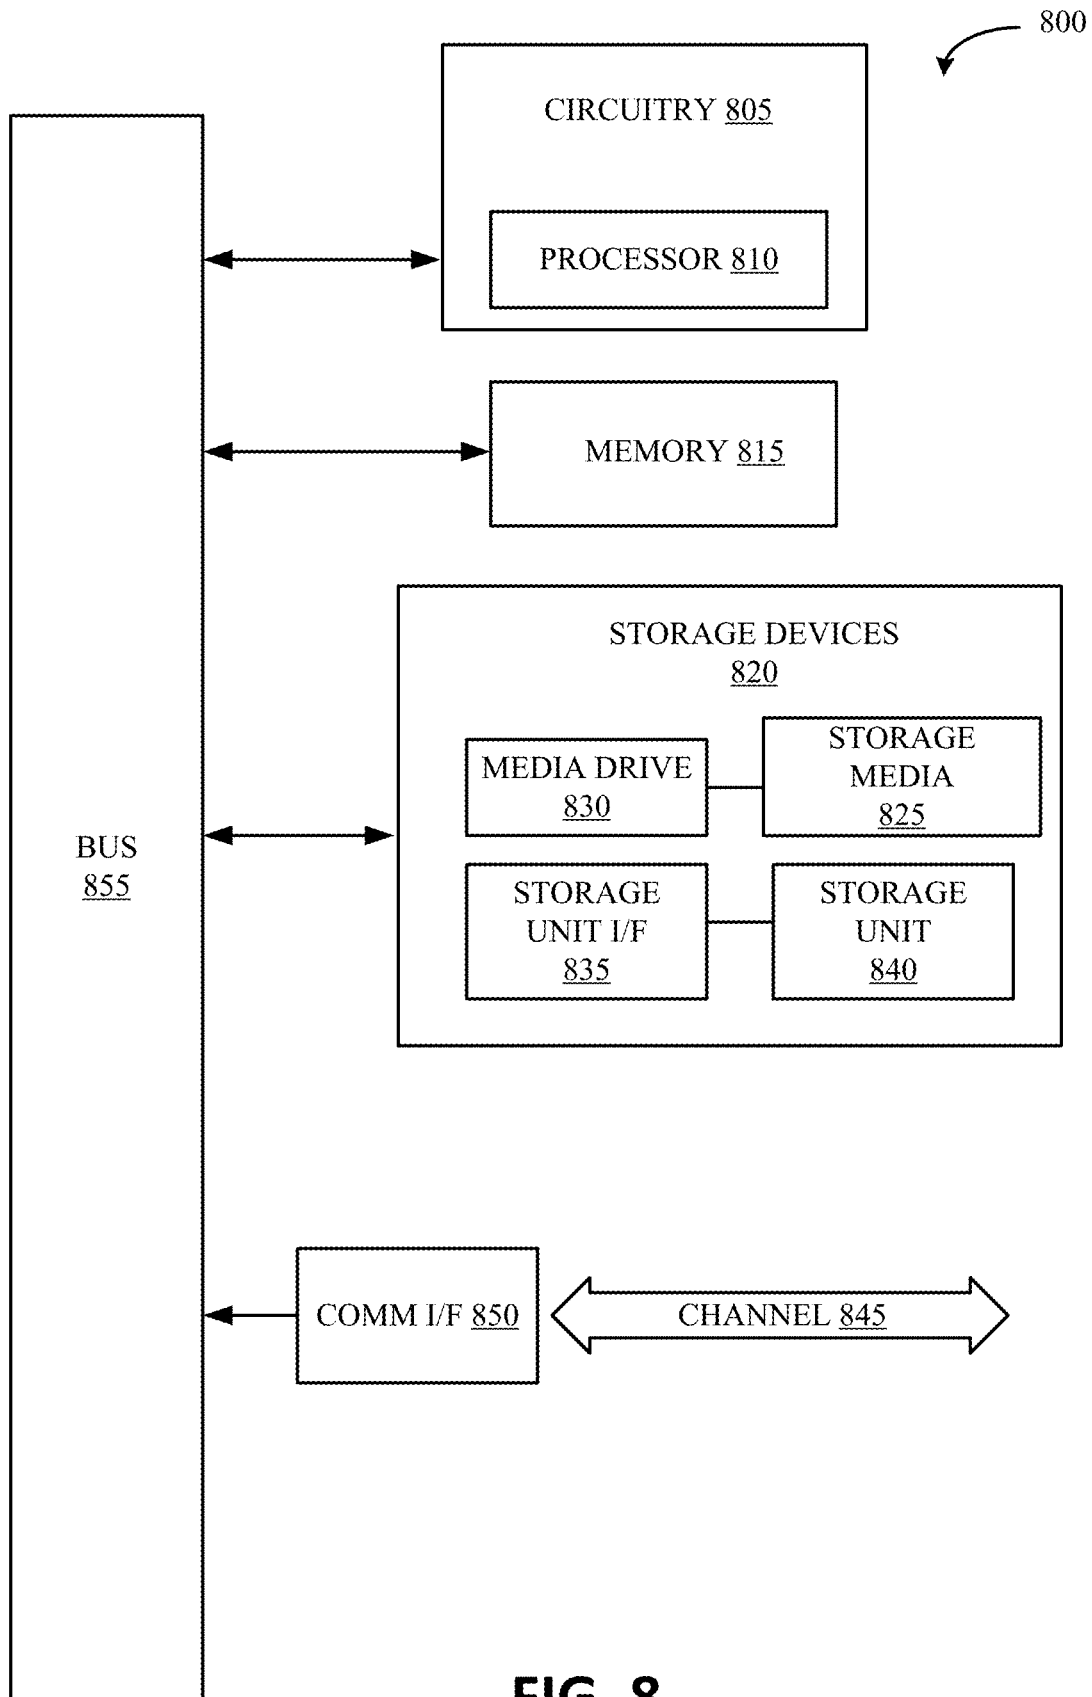 800
CIRCUITRY 805
PROCESSOR 810
MEMORY 815
STORAGE DEVICES
820
MEDIA DRIVE
830
STORAGE
MEDIA
825
STORAGE
UNIT I/F
835
STORAGE
UNIT
840
BUS
855
COMM I/F 850
CHANNEL 845
FIG. 8